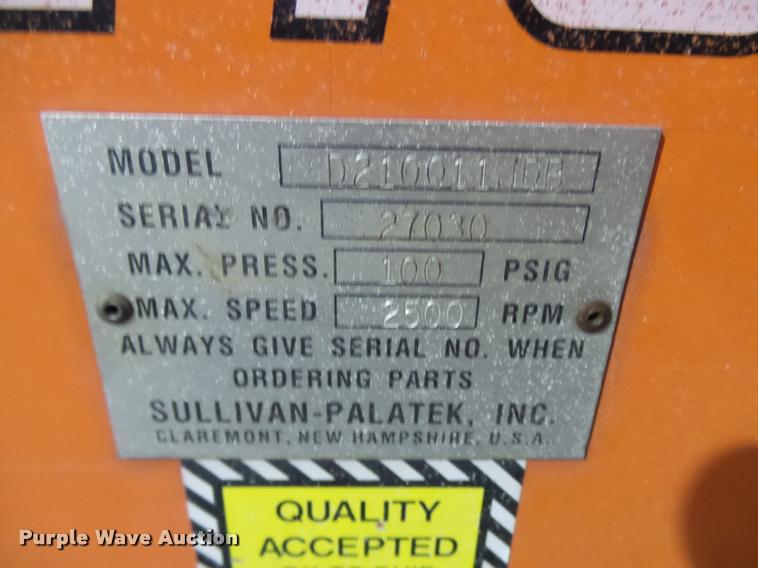 MODEL D210011JDB
SERIAL NO. 27030
MAX. PRESS. 100 PSIG
MAX. SPEED 2500 RPM
ALWAYS GIVE SERIAL NO. WHEN
ORDERING PARTS
SULLIVAN-PALATEK, INC.
CLAREMONT, NEW HAMPSHIRE, U.S.A.
QUALITY
ACCEPTED
Purple Wave Auction